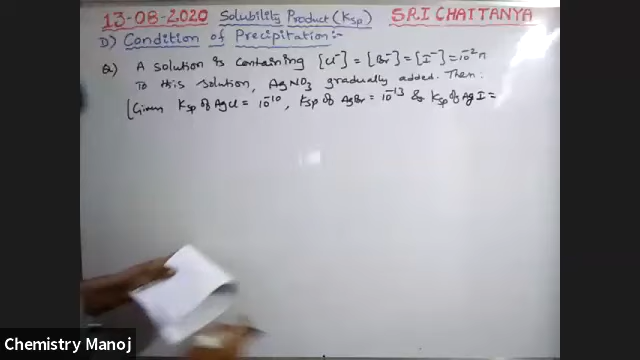 13-08-2020 Solubility Product (Ksp) SRI CHAITANYA
D) Condition of Precipitation:-
Q) A solution is containing [Cl⁻] = [Br⁻] = [I⁻] = 10⁻² M
To this solution, AgNO₃ gradually added. Then:
[Given Ksp of AgCl = 10⁻¹⁰, Ksp of AgBr = 10⁻¹³ & Ksp of AgI =
Chemistry Manoj